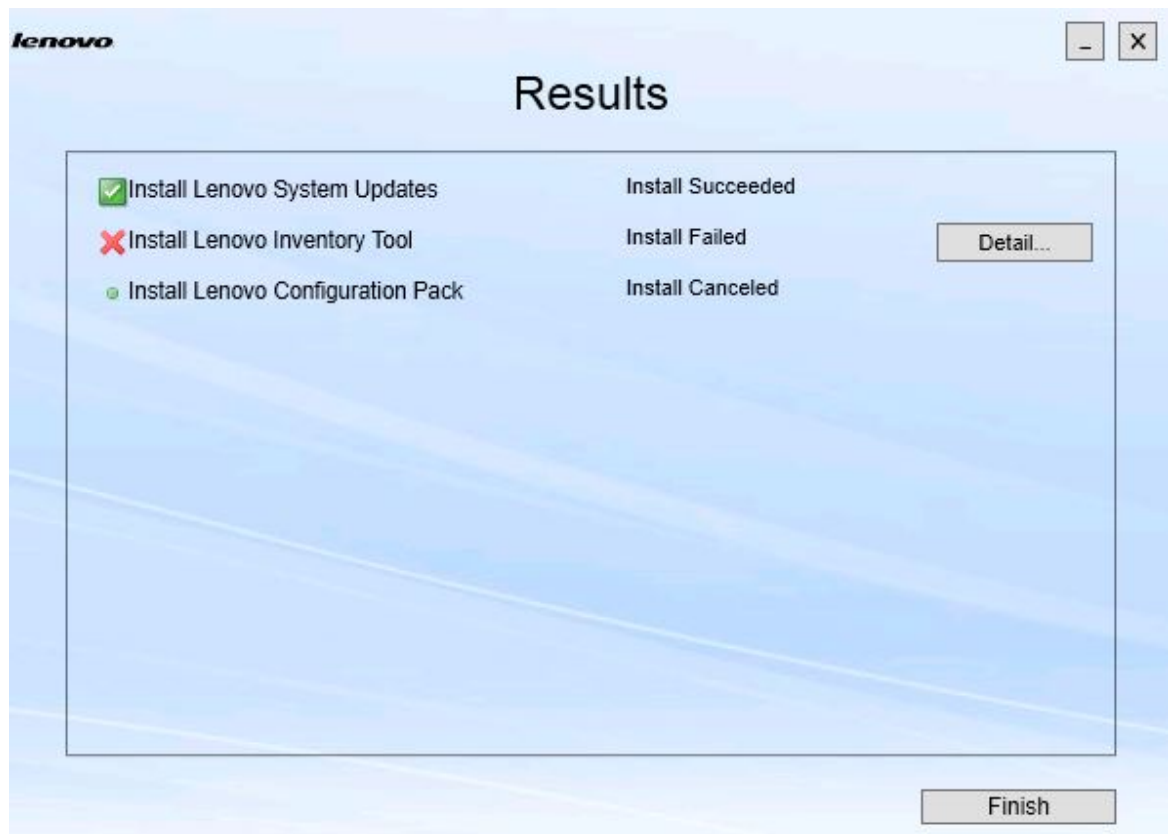 lenovo
Results
Install Lenovo System Updates Install Succeeded
Install Lenovo Inventory Tool Install Failed Detail...
Install Lenovo Configuration Pack Install Canceled
Finish